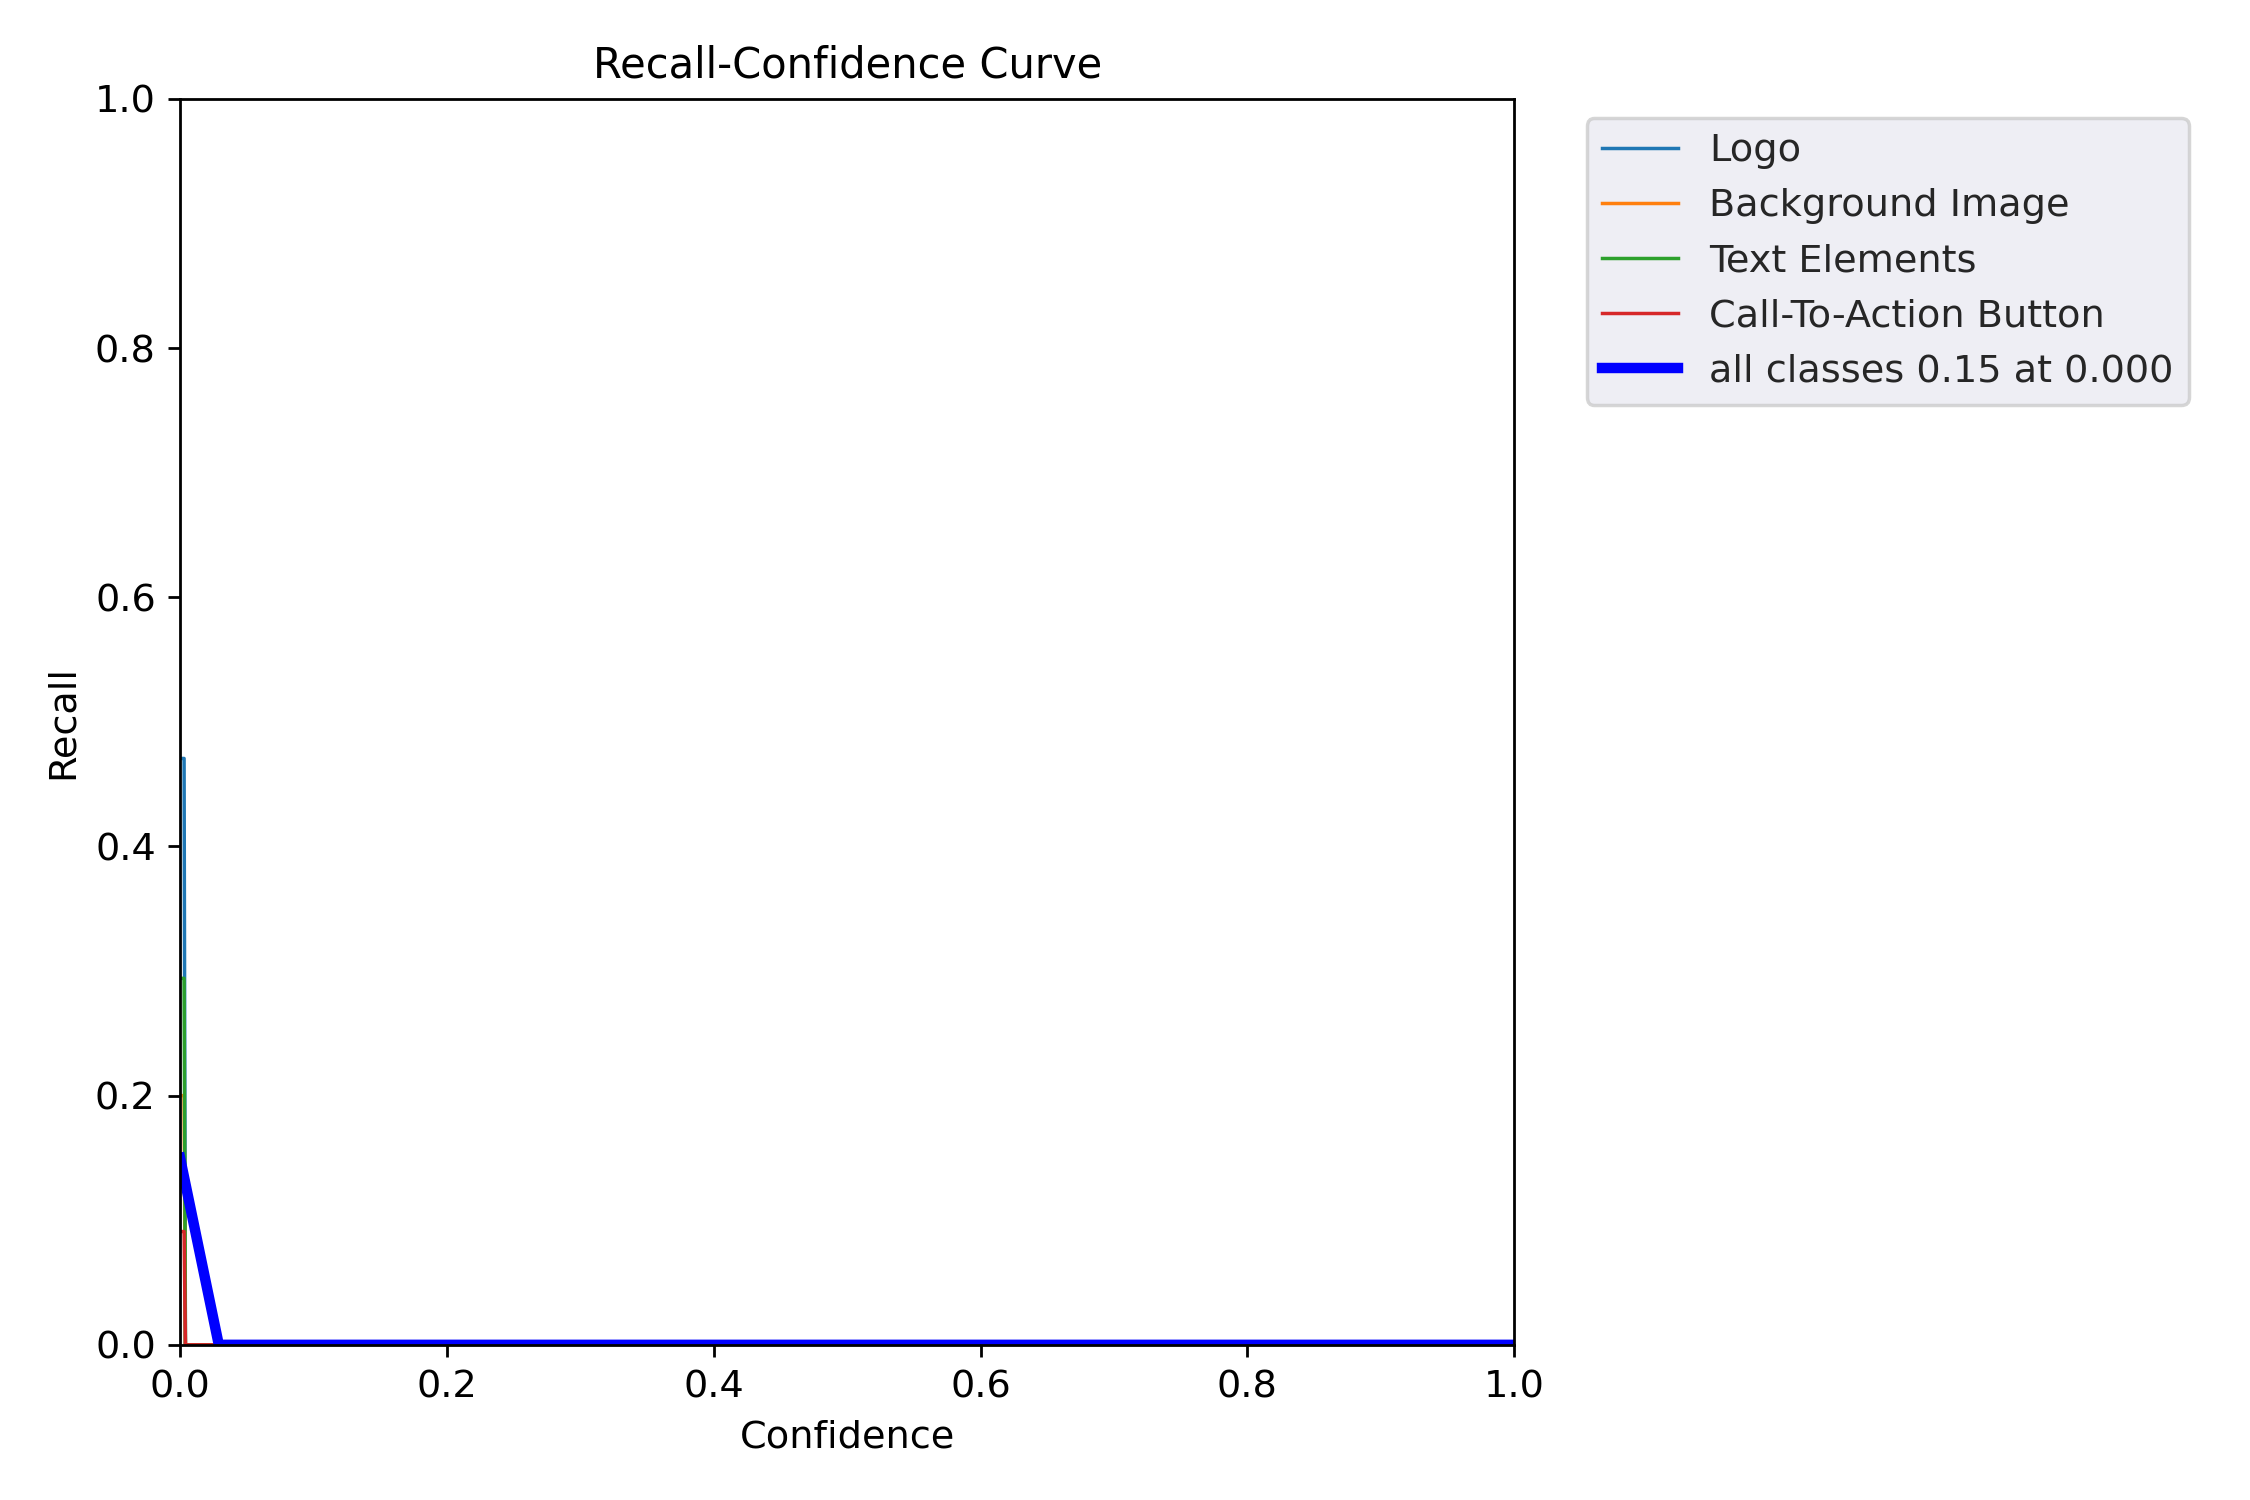 Recall-Confidence Curve
1.0
0.8
0.6
0.4
0.2
0.0
Recall
0.0 0.2 0.4 0.6 0.8 1.0
Confidence
Logo
Background Image
Text Elements
Call-To-Action Button
all classes 0.15 at 0.000